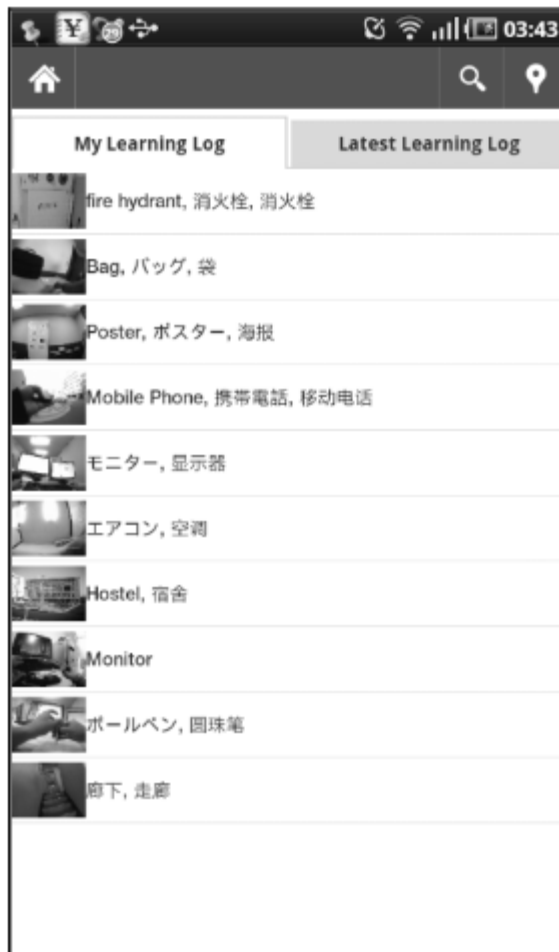 03:43
My Learning Log
Latest Learning Log
fire hydrant, 消火栓, 消火栓
Bag, バッグ, 袋
Poster, ポスター, 海报
Mobile Phone, 携帯電話, 移动电话
モニター, 显示器
エアコン, 空调
Hostel, 宿舍
Monitor
ボールペン, 圆珠笔
廊下, 走廊